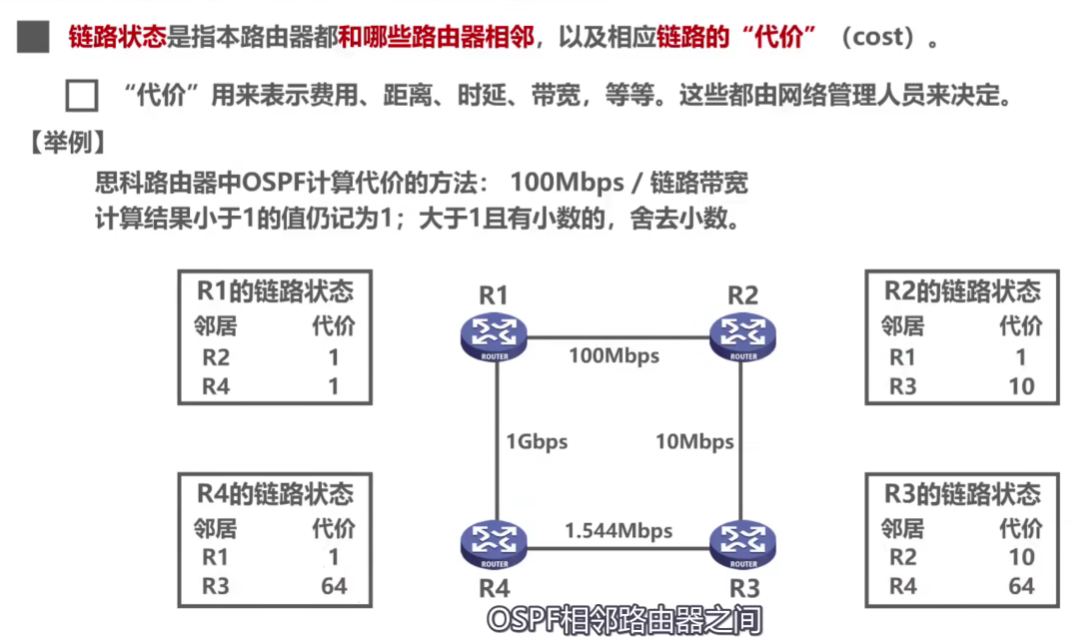 链路状态是指本路由器都和哪些路由器相邻，以及相应链路的“代价”（cost）。
“代价”用来表示费用、距离、时延、带宽，等等。这些都由网络管理人员来决定。
【举例】
思科路由器中OSPF计算代价的方法： 100Mbps / 链路带宽
计算结果小于1的值仍记为1；大于1且有小数的，舍去小数。
R1的链路状态
邻居 代价
R2 1
R4 1
R1
R2
ROUTER
ROUTER
100Mbps
R2的链路状态
邻居 代价
R1 1
R3 10
1Gbps
10Mbps
R4的链路状态
邻居 代价
R1 1
R3 64
1.544Mbps
ROUTER
ROUTER
R4
R3
R3的链路状态
邻居 代价
R2 10
R4 64
OSPF相邻路由器之间